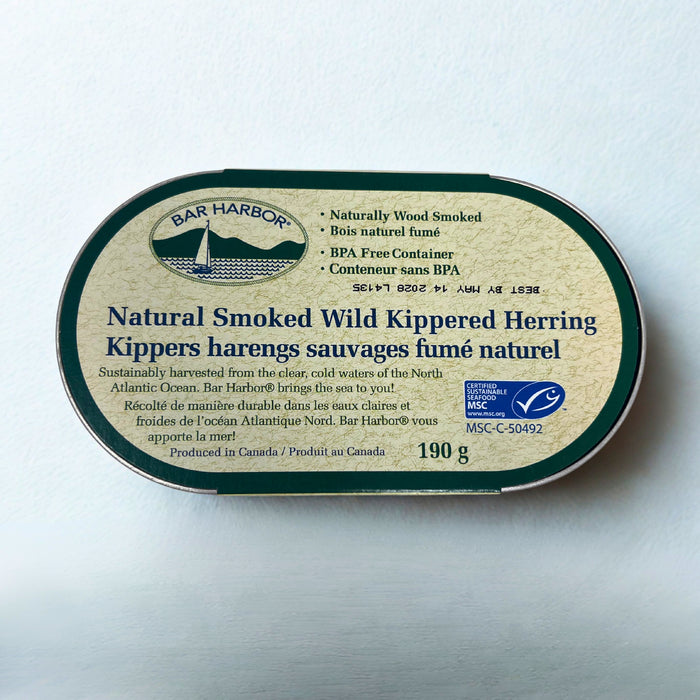 BAR HARBOR®
• Naturally Wood Smoked
• Bois naturel fumé
• BPA Free Container
• Conteneur sans BPA
BEST BY MAY 14 2028 L4135
Natural Smoked Wild Kippered Herring
Kippers harengs sauvages fumé naturel
Sustainably harvested from the clear, cold waters of the North
Atlantic Ocean. Bar Harbor® brings the sea to you!
Récolté de manière durable dans les eaux claires et
froides de l'océan Atlantique Nord. Bar Harbor® vous
apporte la mer!
Produced in Canada / Produit au Canada
190 g
CERTIFIED
SUSTAINABLE
SEAFOOD
MSC
www.msc.org
TM
MSC-C-50492